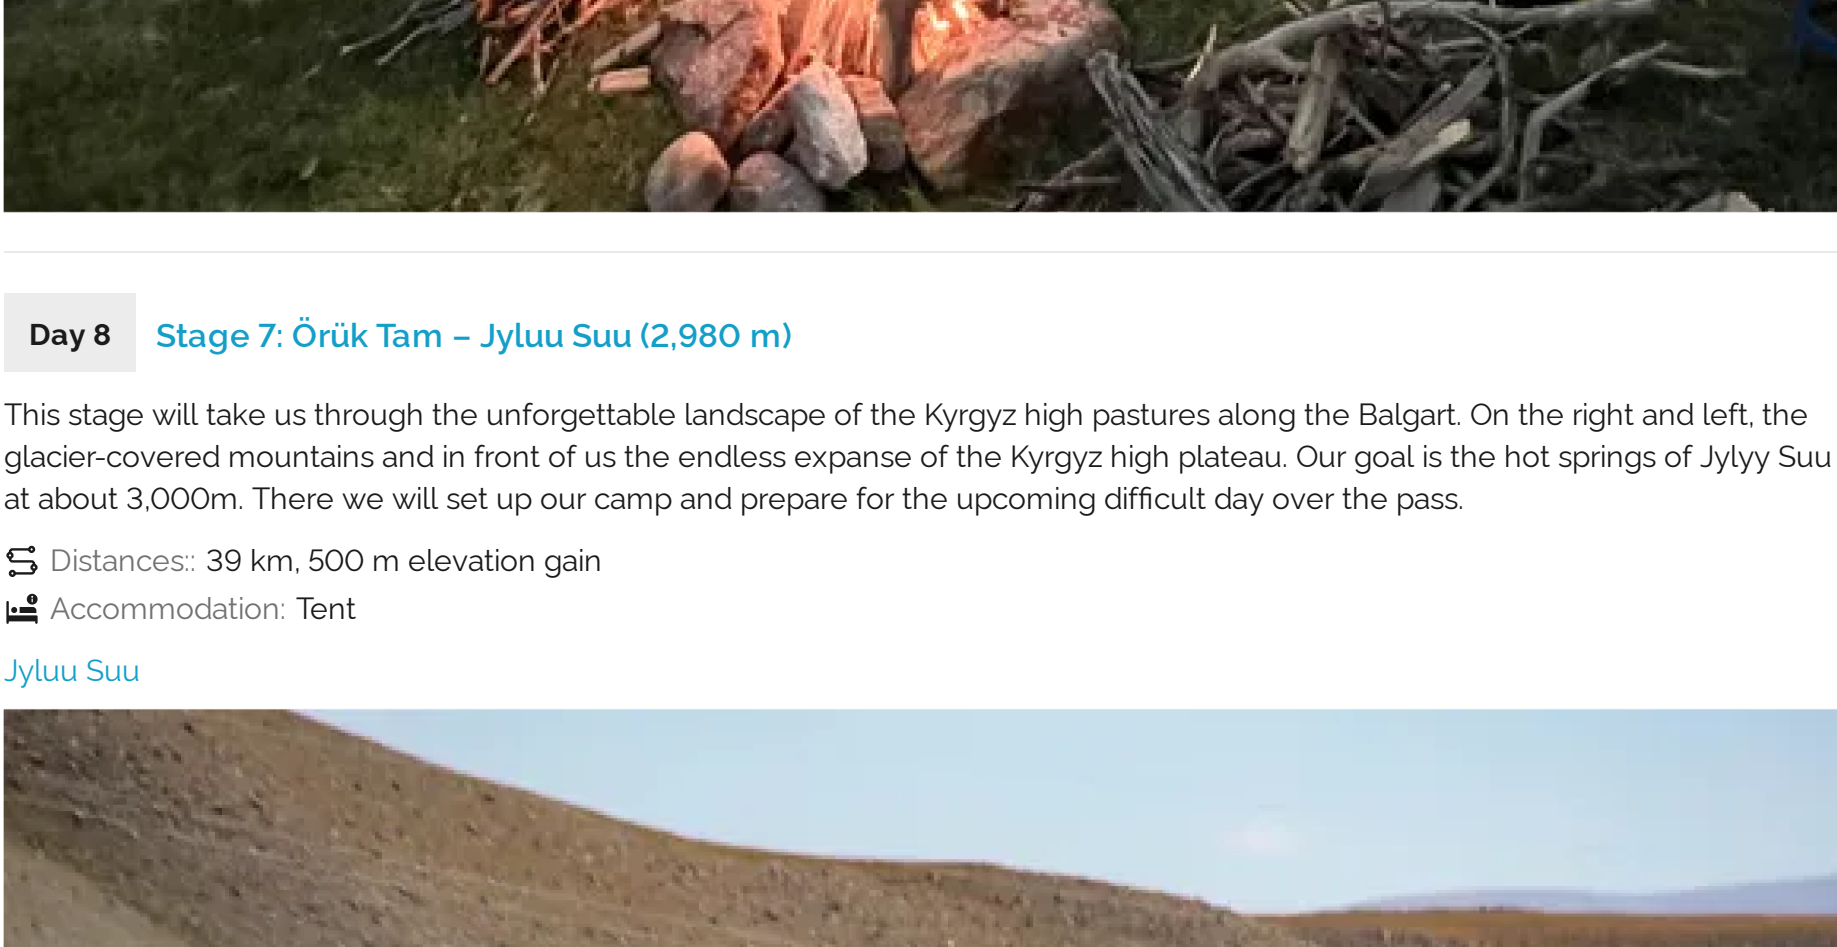 Day 8
Stage 7: Örük Tam – Jyluu Suu (2,980 m)
This stage will take us through the unforgettable landscape of the Kyrgyz high pastures along the Balgart. On the right and left, the
glacier-covered mountains and in front of us the endless expanse of the Kyrgyz high plateau. Our goal is the hot springs of Jylyy Suu
at about 3,000m. There we will set up our camp and prepare for the upcoming difficult day over the pass.
Distances:: 39 km, 500 m elevation gain
Accommodation: Tent
Jyluu Suu